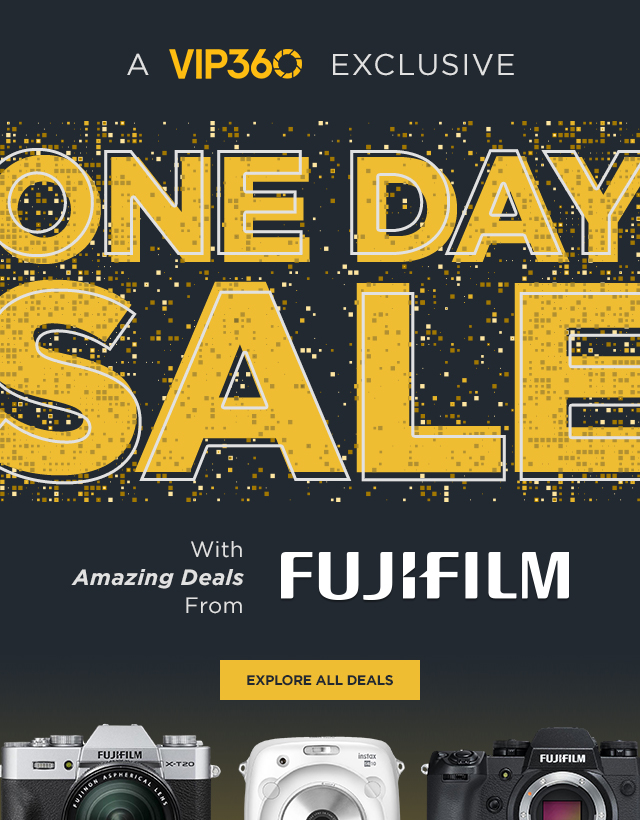 A VIP360 EXCLUSIVE
ONE DAY
SALE
With
Amazing Deals
From
FUJIFILM
EXPLORE ALL DEALS
FUJIFILM
X-T20
FUJINON ASPHERICAL LENS
instax
FUJIFILM